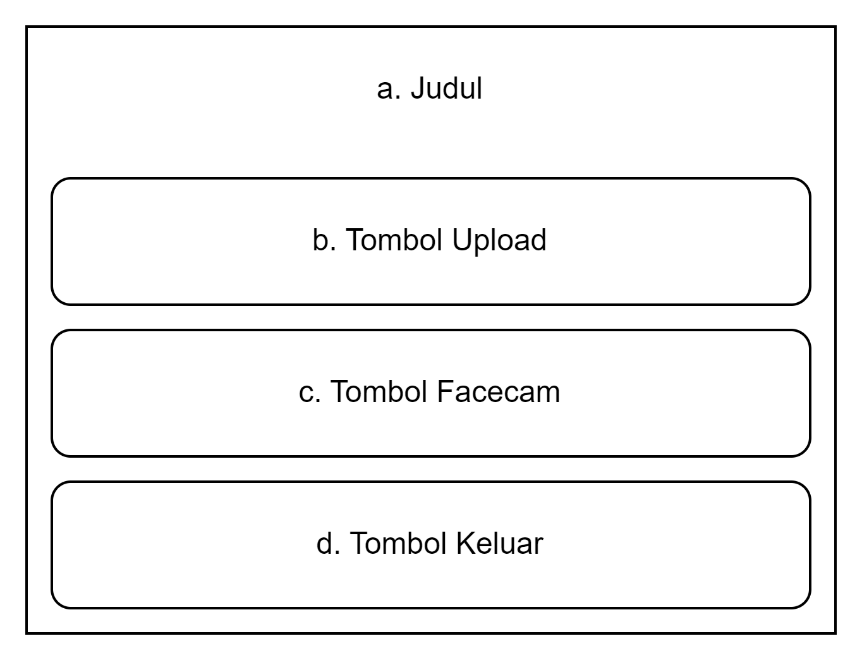 a. Judul
b. Tombol Upload
c. Tombol Facecam
d. Tombol Keluar